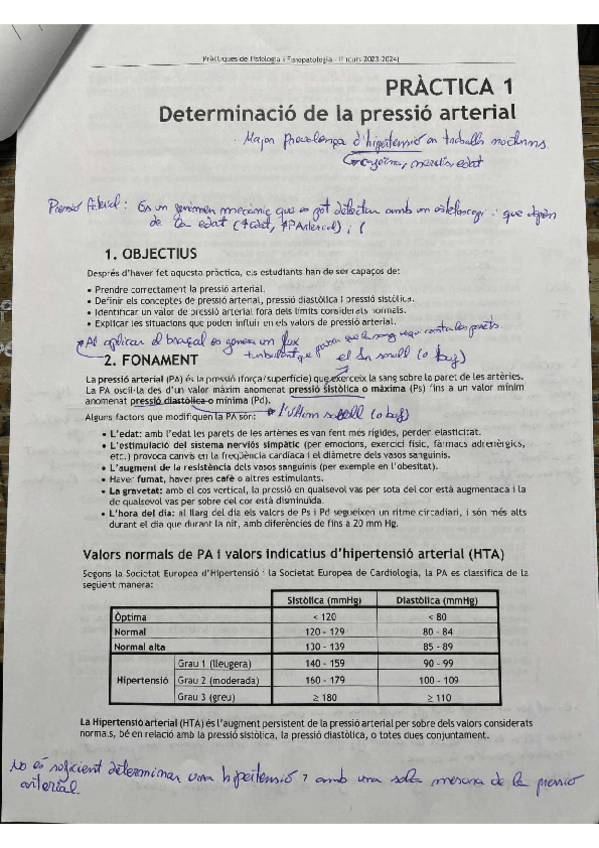 Pràctiques de Fisiologia i Fisiopatologia - (Il curs 2023-2024)
PRÀCTICA 1
Determinació de la pressió arterial
Major prevalença d'hipertensió en treballs nocturns.
edat
Pressió Arterial: És un fenomen mecànic que es pot detectar amb un i que
de la edat (↑edat, ↑PArterial) i (
1. OBJECTIUS
Després d'haver fet aquesta pràctica, els estudiants han de ser capaços de:
• Prendre correctament la pressió arterial.
• Definir els conceptes de pressió arterial, pressió diastòlica i pressió sistòlica.
• Identificar un valor de pressió arterial fora dels límits considerats normals.
• Explicar les situacions que poden influir en els valors de pressió arterial.
Al aplicar el braçal es genera un flux
turbulent que que la sang contra les parets.
2. FONAMENT
el 1r soroll (o
La pressió arterial (PA) és la pressió (força/superfície) que exerceix la sang sobre la paret de les artèries.
La PA oscil·la des d'un valor màxim anomenat pressió sistòlica o màxima (Ps) fins a un valor mínim
anomenat pressió diastòlica o mínima (Pd).
l'últim soroll (o
Alguns factors que modifiquen la PA són:
• L'edat: amb l'edat les parets de les artèries es van fent més rígides, perden elasticitat.
• L'estimulació del sistema nerviós simpàtic (per emocions, exercici físic, fàrmacs adrenèrgics,
etc.) provoca canvis en la freqüència cardíaca i el diàmetre dels vasos sanguinis.
• L'augment de la resistència dels vasos sanguinis (per exemple en l'obesitat).
• Haver fumat, haver pres cafè o altres estimulants.
• La gravetat: amb el cos vertical, la pressió en qualsevol vas per sota del cor està augmentada i la
de qualsevol vas per sobre del cor està disminuïda.
• L'hora del dia: al llarg del dia els valors de Ps i Pd segueixen un ritme circadiari, i són més alts
durant el dia que durant la nit, amb diferències de fins a 20 mm Hg.
Valors normals de PA i valors indicatius d'hipertensió arterial (HTA)
Segons la Societat Europea d'Hipertensió i la Societat Europea de Cardiologia, la PA es classifica de la
següent manera:
Sistòlica (mmHg) Diastòlica (mmHg)
Òptima < 120 < 80
Normal 120 - 129 80 - 84
Normal alta 130 - 139 85 - 89
Hipertensió Grau 1 (lleugera) 140 - 159 90 - 99
Grau 2 (moderada) 160 - 179 100 - 109
Grau 3 (greu) ≥ 180 ≥ 110
La Hipertensió arterial (HTA) és l'augment persistent de la pressió arterial per sobre dels valors considerats
normals, bé en relació amb la pressió sistòlica, la pressió diastòlica, o totes dues conjuntament.
No és suficient determinar una hipertensió amb una sola mesura de la pressió
arterial.